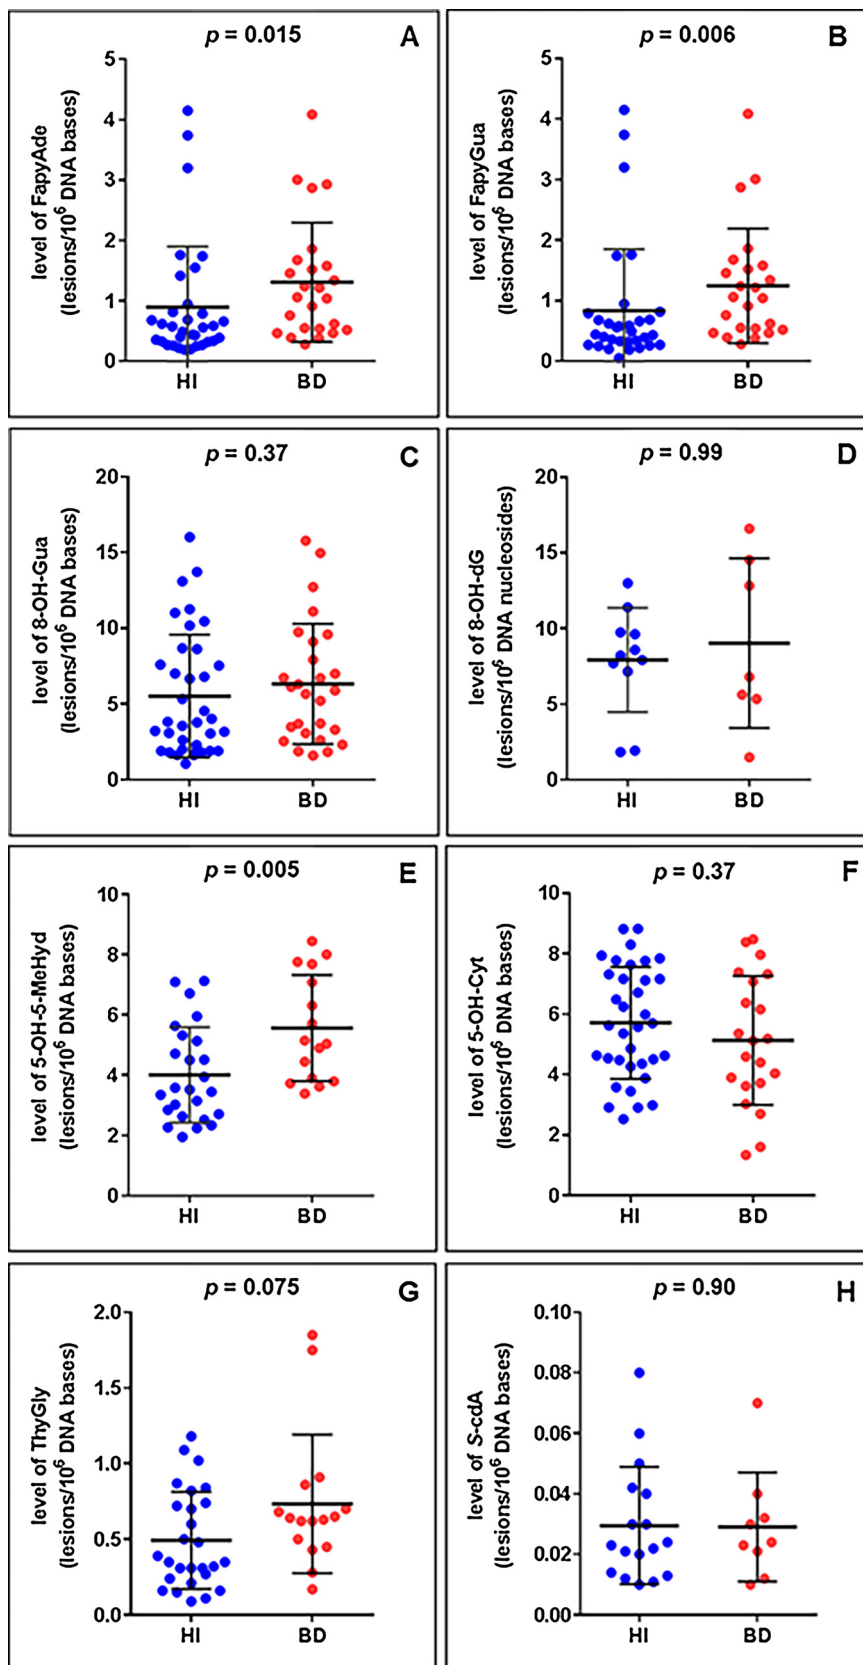 p = 0.015
A
level of FapyAde
(lesions/10⁶ DNA bases)
5
4
3
2
1
0
HI BD
p = 0.006
B
level of FapyGua
(lesions/10⁶ DNA bases)
5
4
3
2
1
0
HI BD
p = 0.37
C
level of 8-OH-Gua
(lesions/10⁶ DNA bases)
20
15
10
5
0
HI BD
p = 0.99
D
level of 8-OH-dG
(lesions/10⁶ DNA nucleosides)
20
15
10
5
0
HI BD
p = 0.005
E
level of 5-OH-5-MeHyd
(lesions/10⁶ DNA bases)
10
8
6
4
2
0
HI BD
p = 0.37
F
level of 5-OH-Cyt
(lesions/10⁶ DNA bases)
10
8
6
4
2
0
HI BD
p = 0.075
G
level of ThyGly
(lesions/10⁶ DNA bases)
2.0
1.5
1.0
0.5
0.0
HI BD
p = 0.90
H
level of S-cdA
(lesions/10⁶ DNA bases)
0.10
0.08
0.06
0.04
0.02
0.00
HI BD